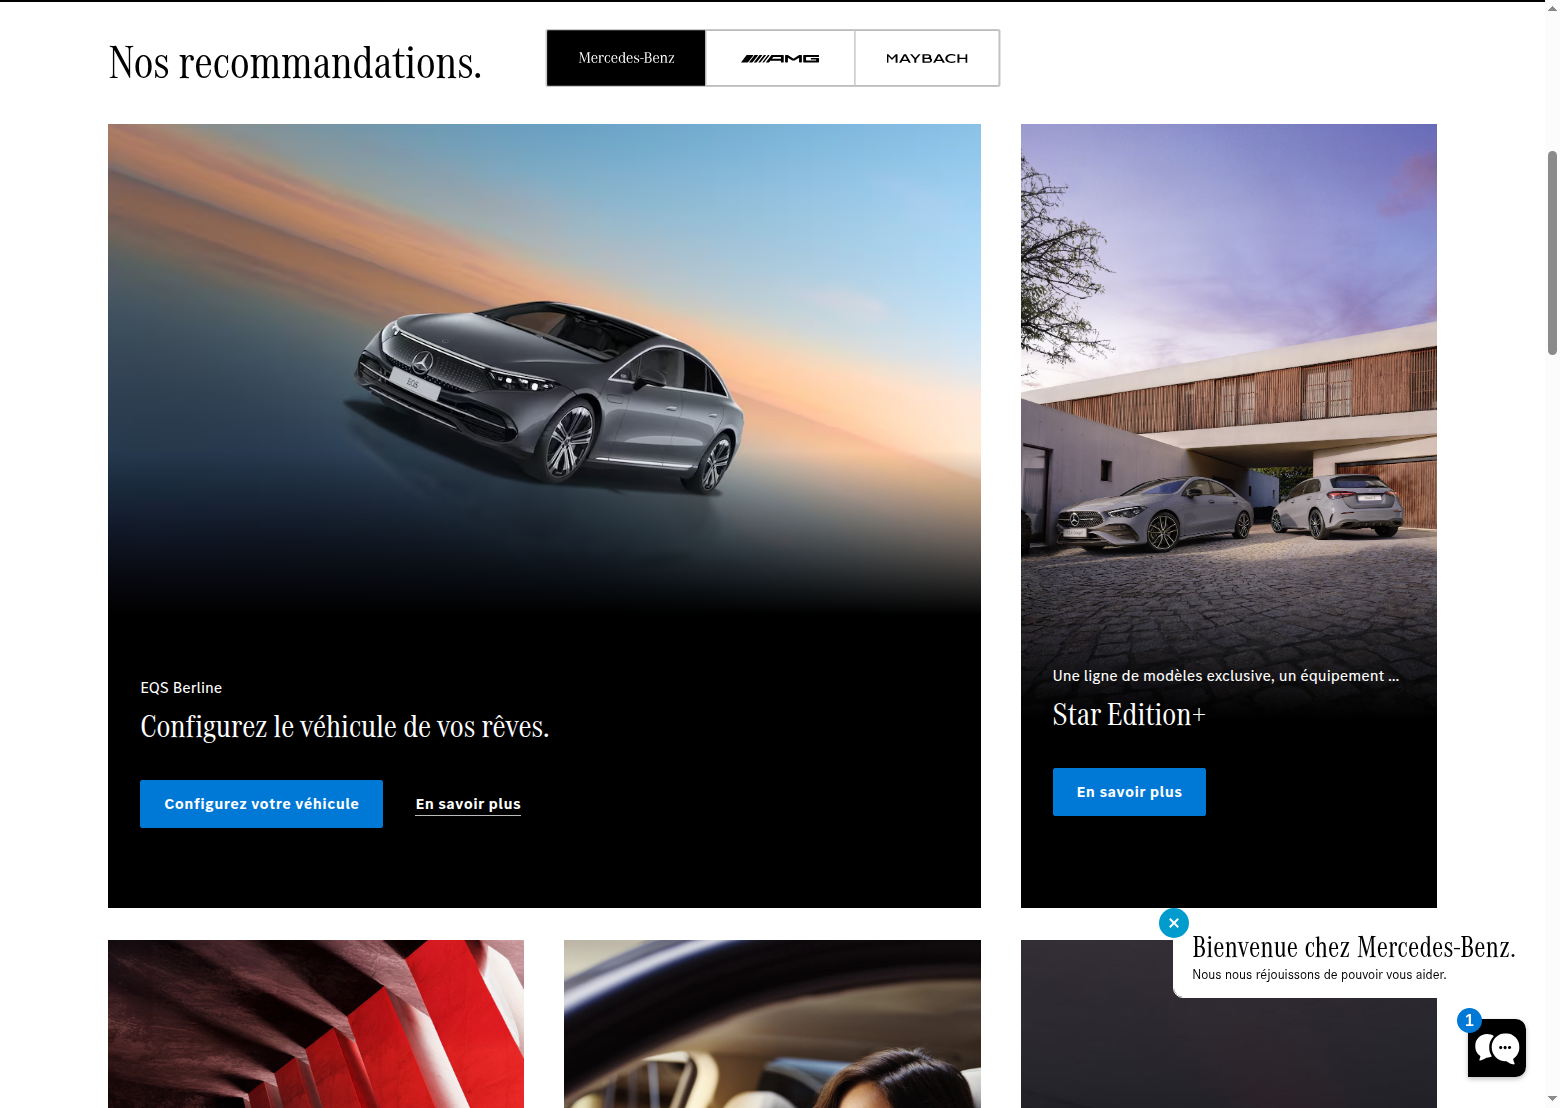 Nos recommandations.
Mercedes-Benz
AMG
MAYBACH
EQS
EQS Berline
Configurez le véhicule de vos rêves.
Configurez votre véhicule
En savoir plus
Une ligne de modèles exclusive, un équipement ...
Star Edition+
En savoir plus
Bienvenue chez Mercedes-Benz.
Nous nous réjouissons de pouvoir vous aider.
1